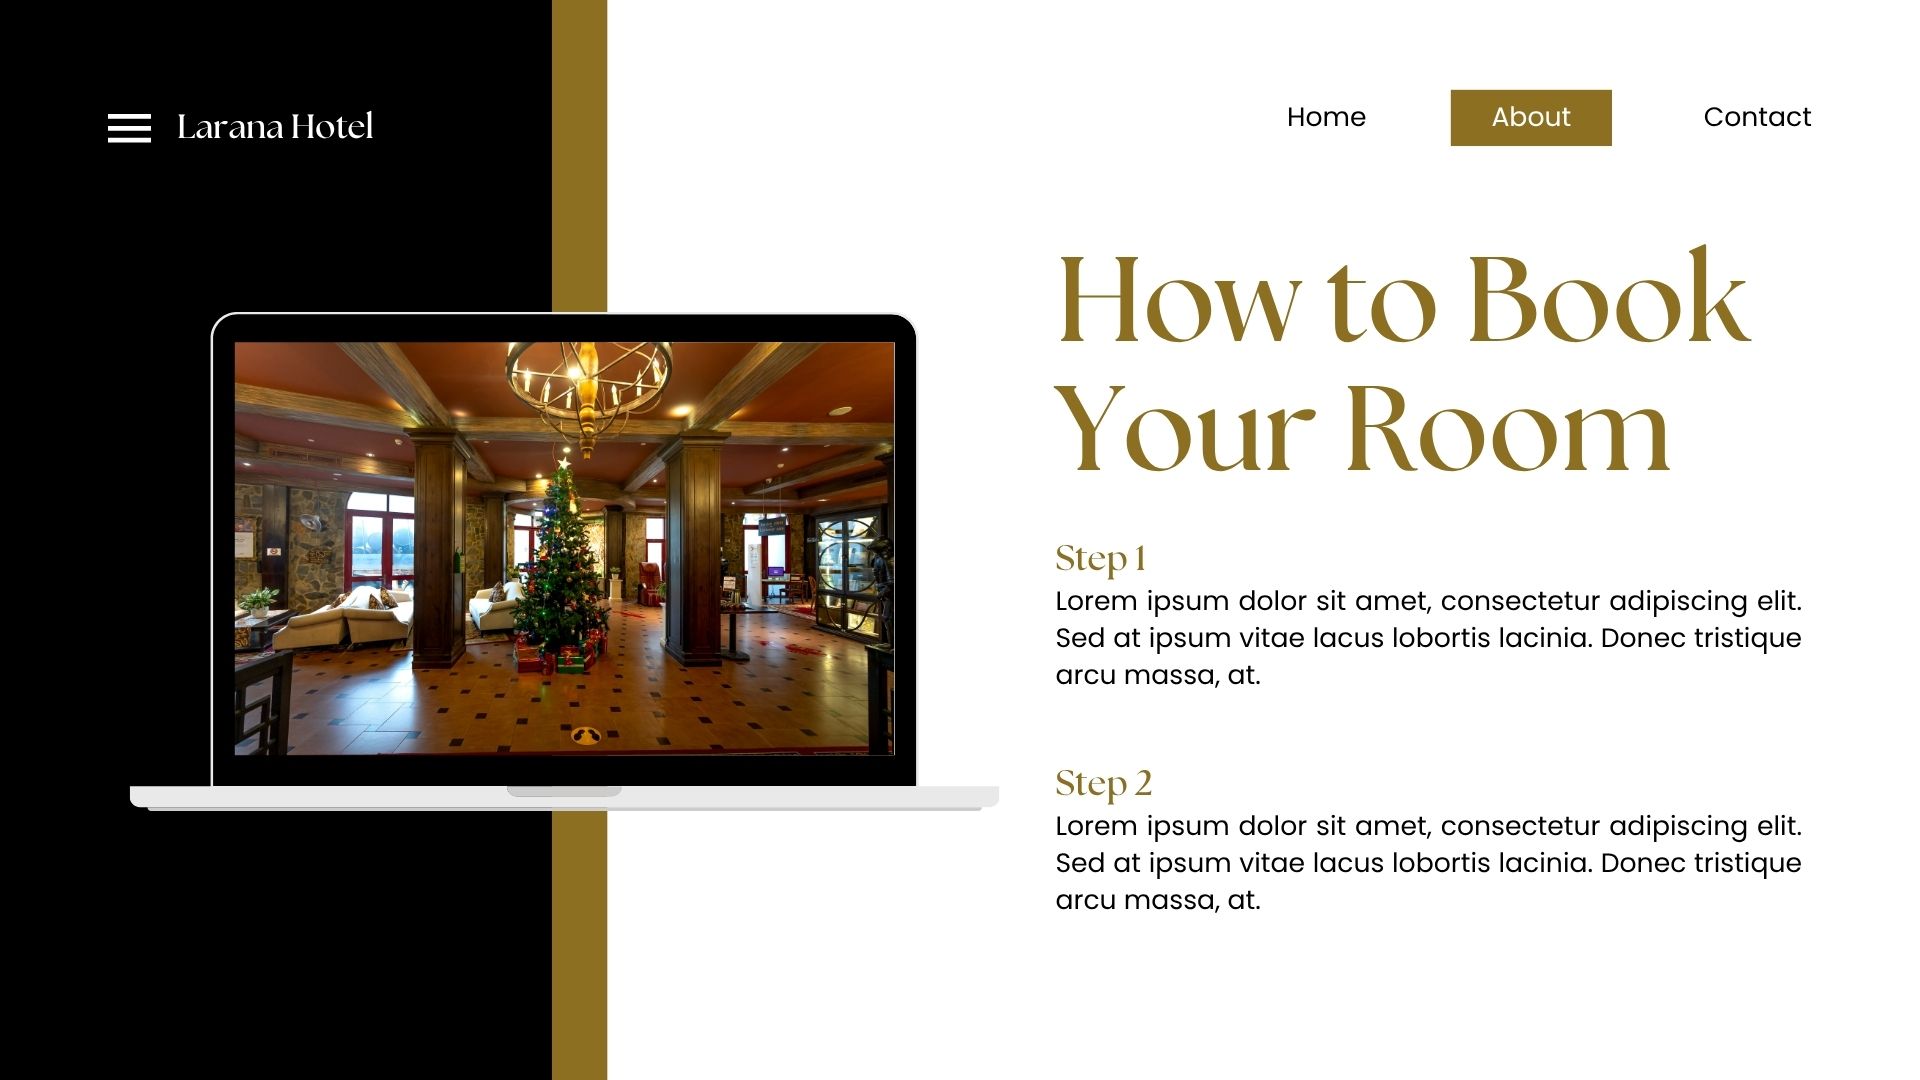 Larana Hotel
Home
About
Contact
How to Book
Your Room
Step 1
Lorem ipsum dolor sit amet, consectetur adipiscing elit.
Sed at ipsum vitae lacus lobortis lacinia. Donec tristique
arcu massa, at.
Step 2
Lorem ipsum dolor sit amet, consectetur adipiscing elit.
Sed at ipsum vitae lacus lobortis lacinia. Donec tristique
arcu massa, at.